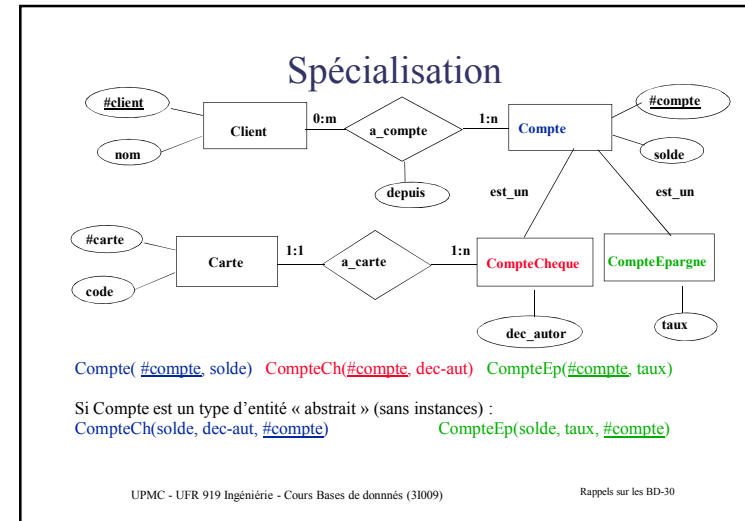 Spécialisation
#client
nom
Client
0:m
a_compte
depuis
1:n
Compte
#compte
solde
est_un
est_un
#carte
code
Carte
1:1
a_carte
1:n
CompteCheque
CompteEpargne
dec_autor
taux
Compte( #compte, solde) CompteCh(#compte, dec-aut) CompteEp(#compte, taux)
Si Compte est un type d’entité « abstrait » (sans instances) :
CompteCh(solde, dec-aut, #compte) CompteEp(solde, taux, #compte)
UPMC - UFR 919 Ingéniérie - Cours Bases de donnnés (3I009) Rappels sur les BD-30